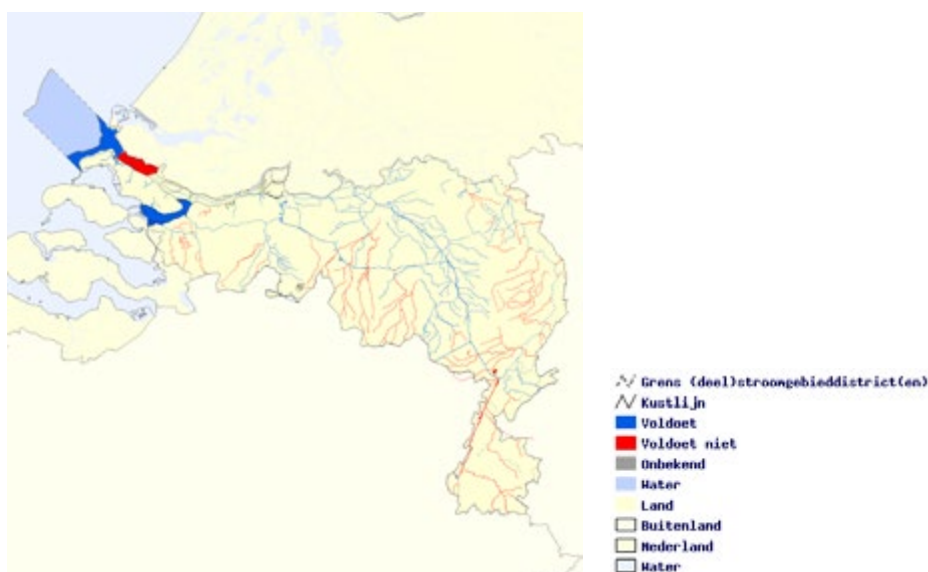 Grens (deel)stroomgebieddistrict(en)
Kustlijn
Voldoet
Voldoet niet
Onbekend
Water
Land
Buitenland
Nederland
Water